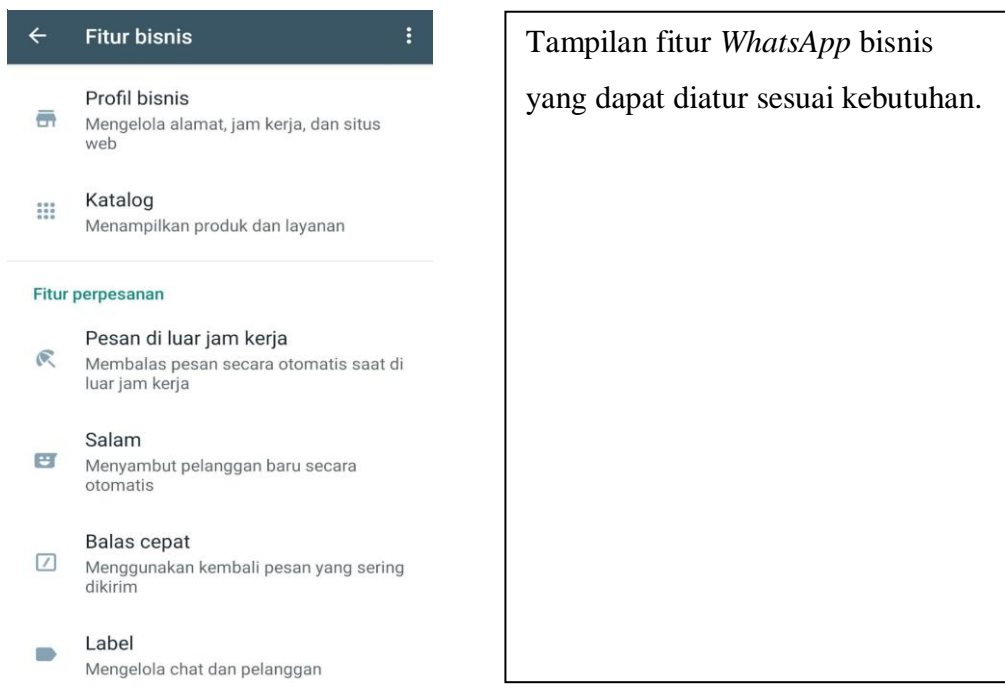 Fitur bisnis
Profil bisnis
Mengelola alamat, jam kerja, dan situs
web
Katalog
Menampilkan produk dan layanan
Fitur perpesanan
Pesan di luar jam kerja
Membalas pesan secara otomatis saat di
luar jam kerja
Salam
Menyambut pelanggan baru secara
otomatis
Balas cepat
Menggunakan kembali pesan yang sering
dikirim
Label
Mengelola chat dan pelanggan
Tampilan fitur WhatsApp bisnis
yang dapat diatur sesuai kebutuhan.